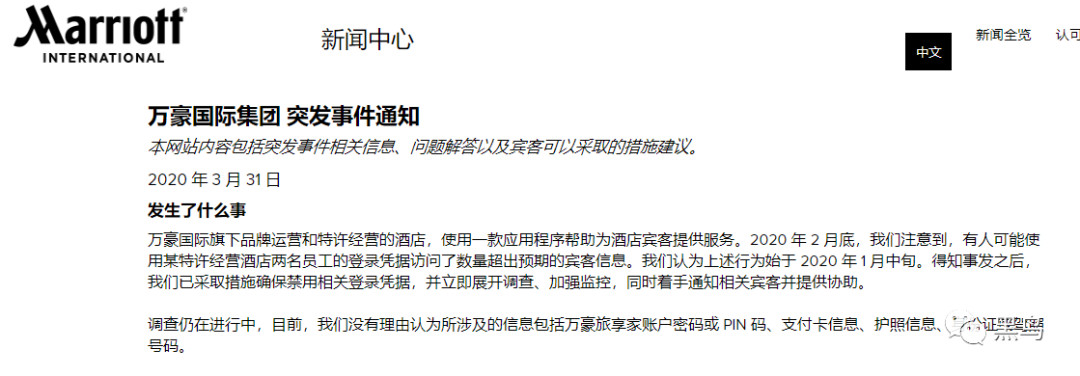 Marriott
INTERNATIONAL
新闻中心
中文
新闻全览
认可
万豪国际集团 突发事件通知
本网站内容包括突发事件相关信息、问题解答以及宾客可以采取的措施建议。
2020 年 3 月 31 日
发生了什么事
万豪国际旗下品牌运营和特许经营的酒店，使用一款应用程序帮助为酒店宾客提供服务。2020 年 2 月底，我们注意到，有人可能使
用某特许经营酒店两名员工的登录凭据访问了数量超出预期的宾客信息。我们认为上述行为始于 2020 年 1 月中旬。得知事发之后，
我们已采取措施确保禁用相关登录凭据，并立即展开调查、加强监控，同时着手通知相关宾客并提供协助。
调查仍在进行中，目前，我们没有理由认为所涉及的信息包括万豪旅享家账户密码或 PIN 码、支付卡信息、护照信息、
号码。
黑鸟